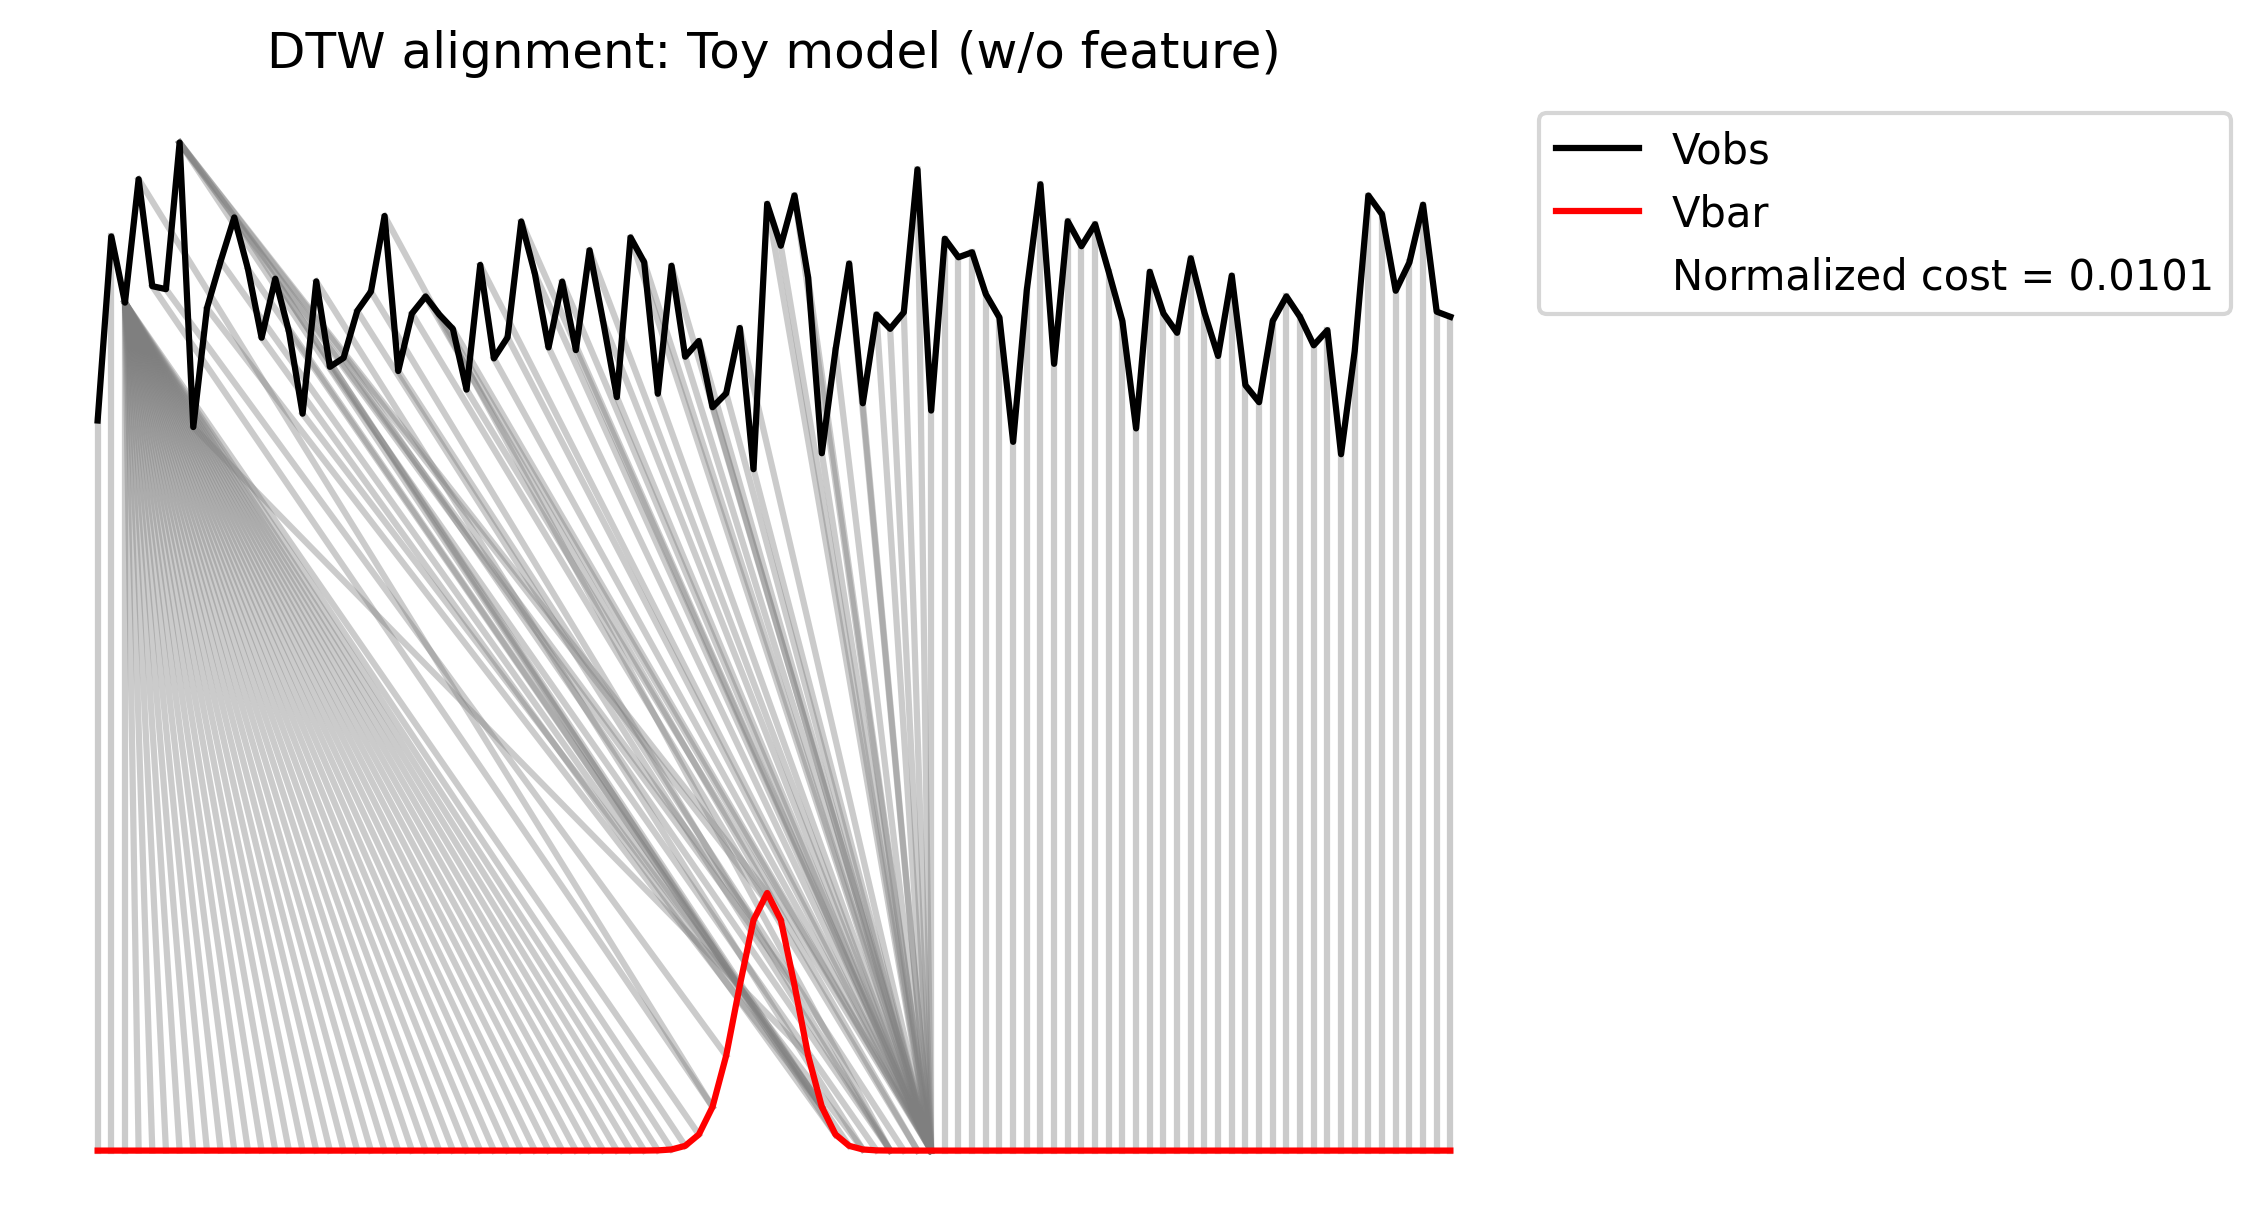 DTW alignment: Toy model (w/o feature)
Vobs
Vbar
Normalized cost = 0.0101